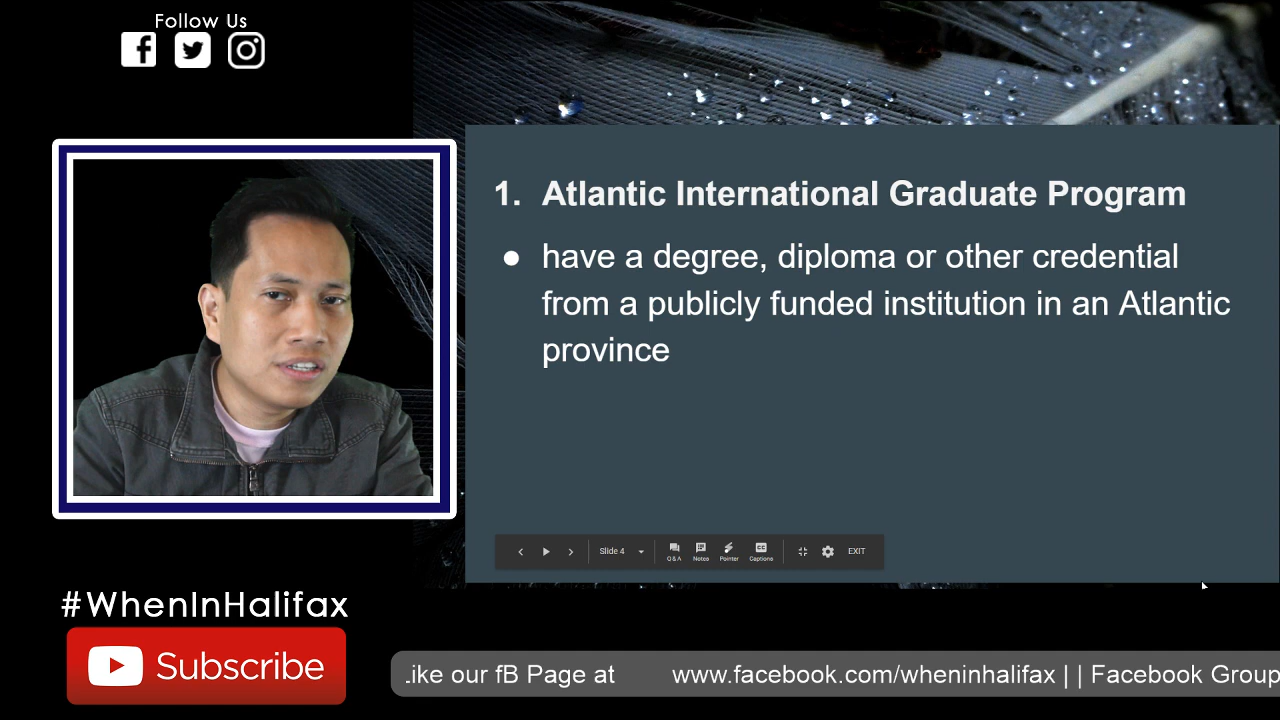 Follow Us
1. Atlantic International Graduate Program
● have a degree, diploma or other credential
from a publicly funded institution in an Atlantic
province
Slide 4
Q&A Notes Pointer Captions
EXIT
#WhenInHalifax
Subscribe
ike our fB Page at www.facebook.com/wheninhalifax | | Facebook Group